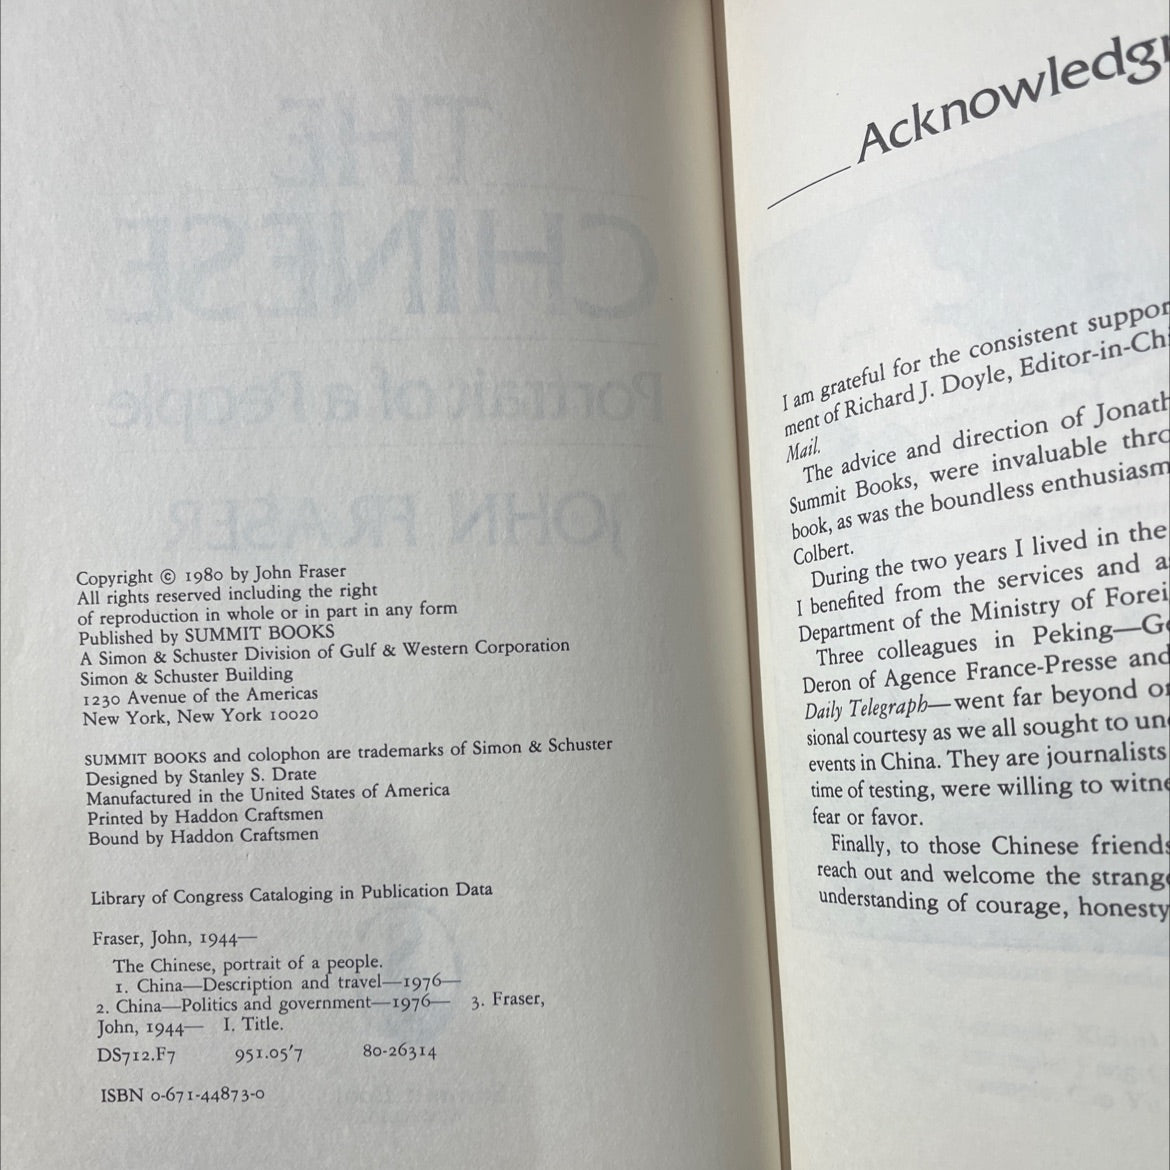 Copyright © 1980 by John Fraser
All rights reserved including the right
of reproduction in whole or in part in any form
Published by SUMMIT BOOKS
A Simon & Schuster Division of Gulf & Western Corporation
Simon & Schuster Building
1230 Avenue of the Americas
New York, New York 10020
SUMMIT BOOKS and colophon are trademarks of Simon & Schuster
Designed by Stanley S. Drate
Manufactured in the United States of America
Printed by Haddon Craftsmen
Bound by Haddon Craftsmen
Library of Congress Cataloging in Publication Data
Fraser, John, 1944—
The Chinese, portrait of a people.
1. China—Description and travel—1976—
2. China—Politics and government—1976— 3. Fraser,
John, 1944— I. Title.
DS712.F7 951.05'7 80-26314
ISBN 0-671-44873-0
Acknowledg
I am grateful for the consistent suppor
ment of Richard J. Doyle, Editor-in-Chi
Mail.
The advice and direction of Jonath
Summit Books, were invaluable thro
book, as was the boundless enthusiasm
Colbert.
During the two years I lived in the
I benefited from the services and a
Department of the Ministry of Forei
Three colleagues in Peking—Ge
Deron of Agence France-Presse and
Daily Telegraph—went far beyond or
sional courtesy as we all sought to un
events in China. They are journalists
time of testing, were willing to witne
fear or favor.
Finally, to those Chinese friends
reach out and welcome the strange
understanding of courage, honesty